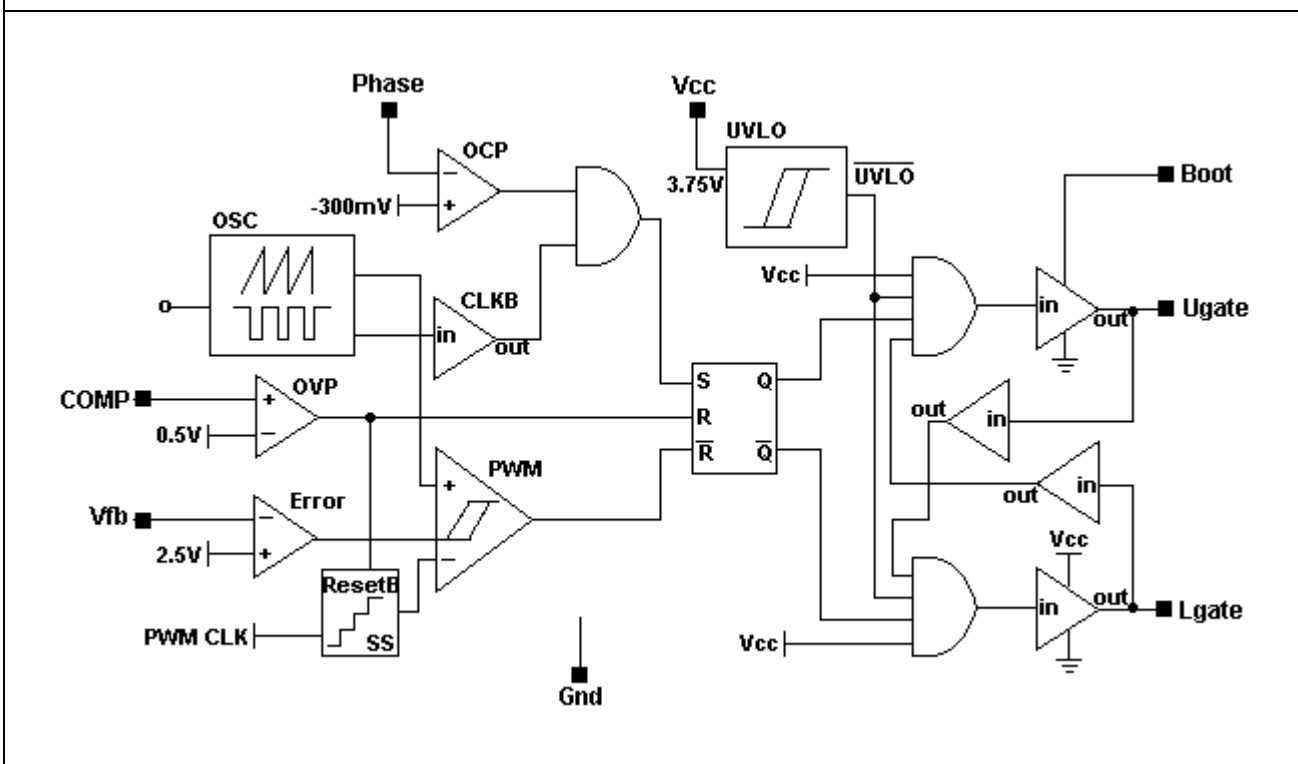 Phase
Vcc
UVLO
OCP
UVLO
3.75V
Boot
-300mV
OSC
Vcc
CLKB
in
out
in
out
Ugate
S
Q
R
R
Q
COMP
OVP
0.5V
out
in
PWM
Vfb
Error
2.5V
in
out
Vcc
ResetB
SS
PWM CLK
in
out
Lgate
Vcc
Gnd
+
-
+
-
+
-
+
-
o